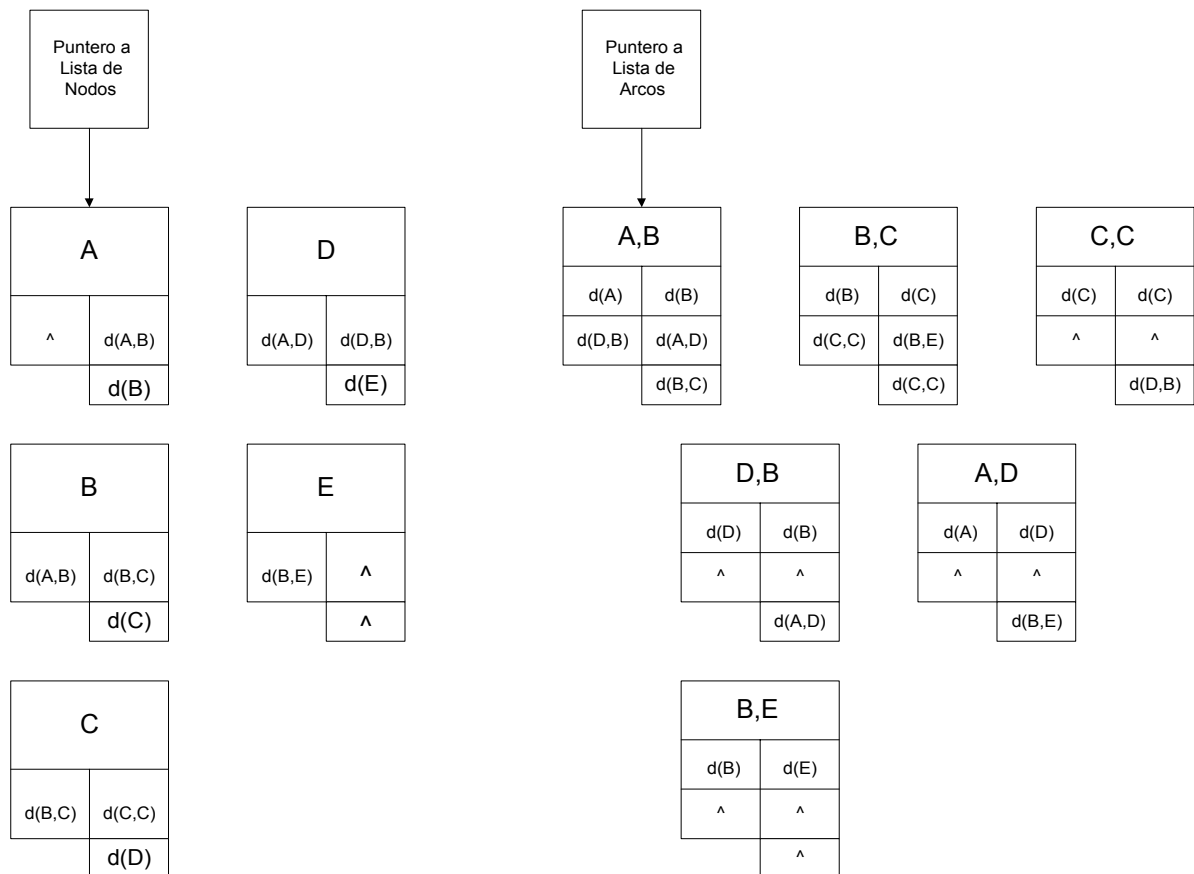 Puntero a
Lista de
Nodos
Puntero a
Lista de
Arcos
A
^ d(A,B)
d(B)
D
d(A,D) d(D,B)
d(E)
A,B
d(A) d(B)
d(D,B) d(A,D)
d(B,C)
B,C
d(B) d(C)
d(C,C) d(B,E)
d(C,C)
C,C
d(C) d(C)
^ ^
d(D,B)
B
d(A,B) d(B,C)
d(C)
E
d(B,E) ^
^
D,B
d(D) d(B)
^ ^
d(A,D)
A,D
d(A) d(D)
^ ^
d(B,E)
C
d(B,C) d(C,C)
d(D)
B,E
d(B) d(E)
^ ^
^